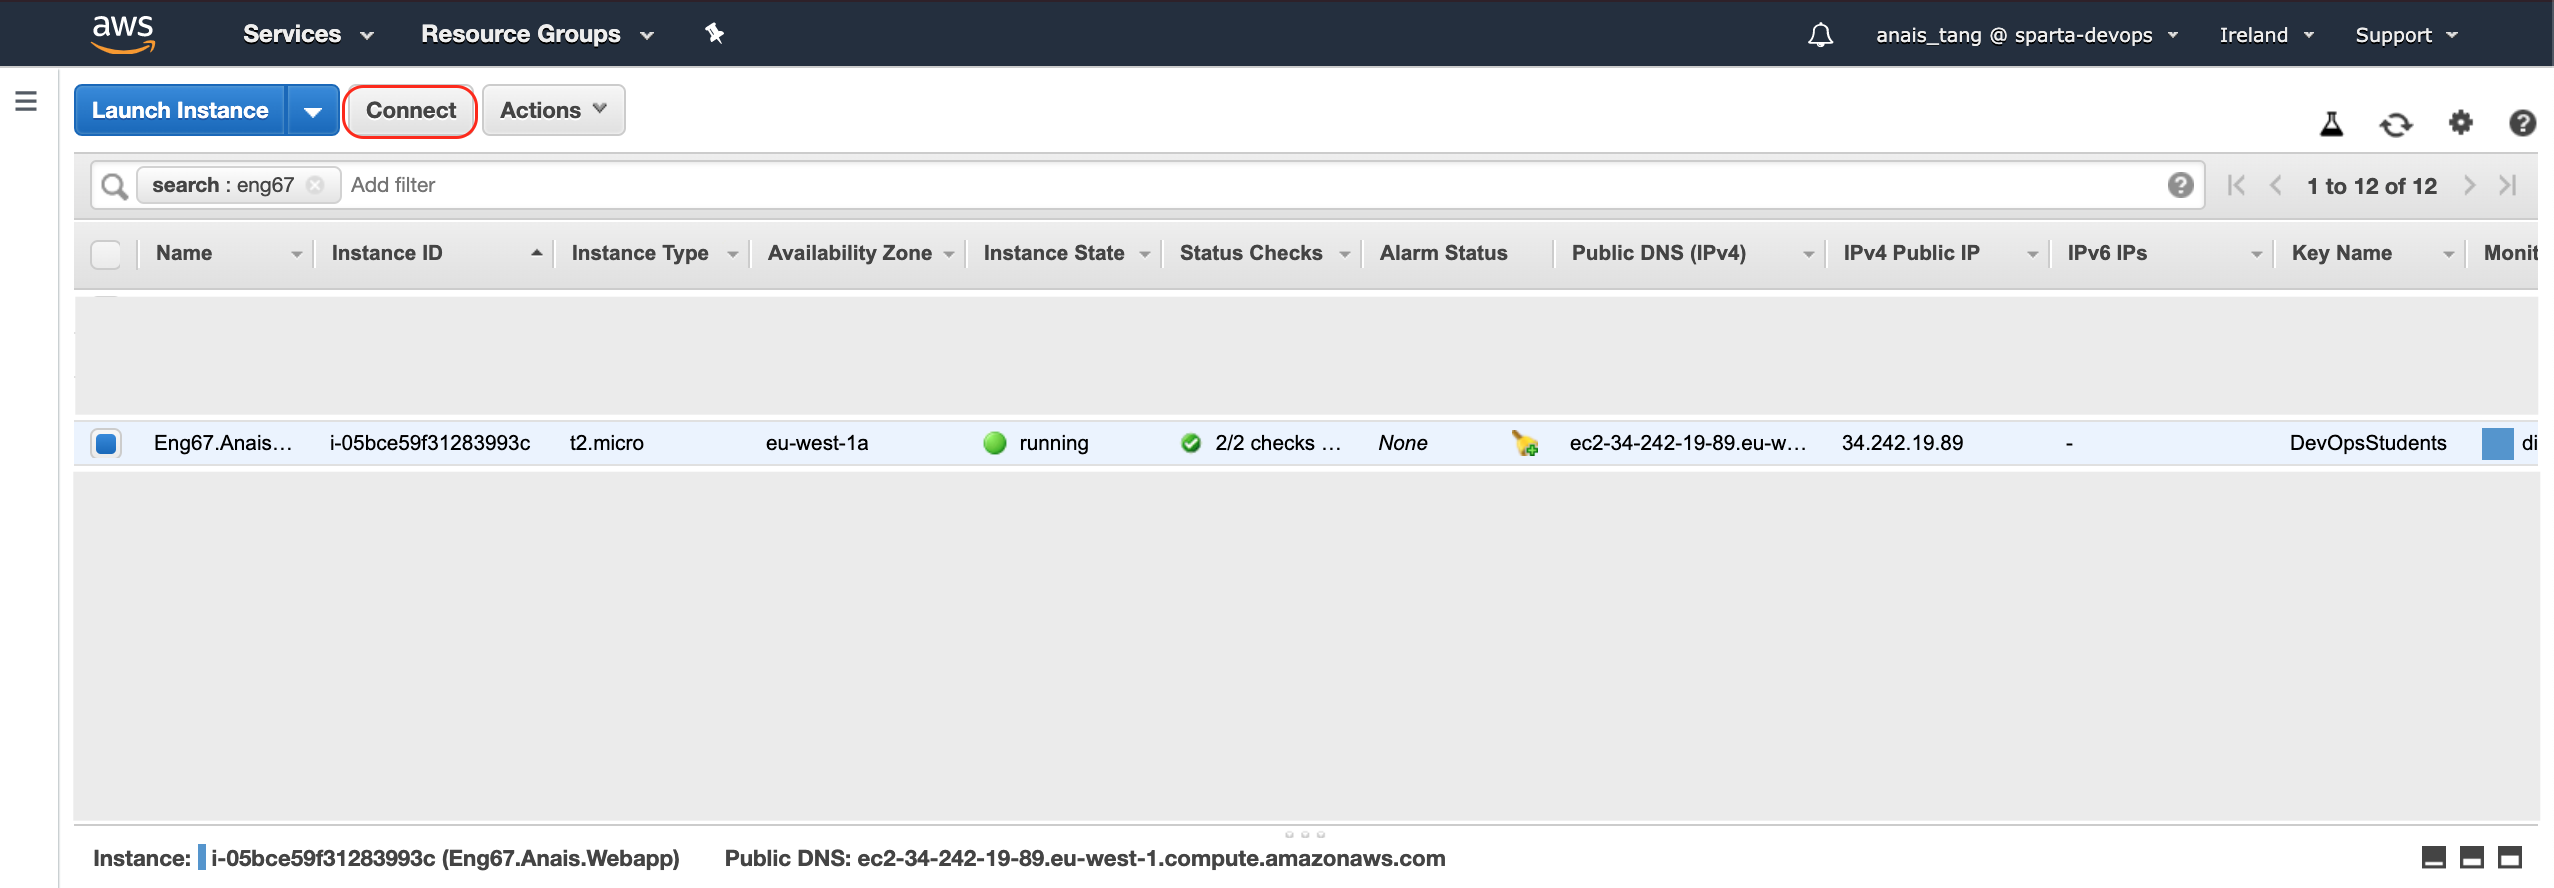 aws Services Resource Groups anais_tang @ sparta-devops Ireland Support
Launch Instance Connect Actions
search : eng67 Add filter 1 to 12 of 12
Name Instance ID Instance Type Availability Zone Instance State Status Checks Alarm Status Public DNS (IPv4) IPv4 Public IP IPv6 IPs Key Name Monit
Eng67.Anais... i-05bce59f31283993c t2.micro eu-west-1a running 2/2 checks ... None ec2-34-242-19-89.eu-w... 34.242.19.89 - DevOpsStudents di
Instance: i-05bce59f31283993c (Eng67.Anais.Webapp) Public DNS: ec2-34-242-19-89.eu-west-1.compute.amazonaws.com